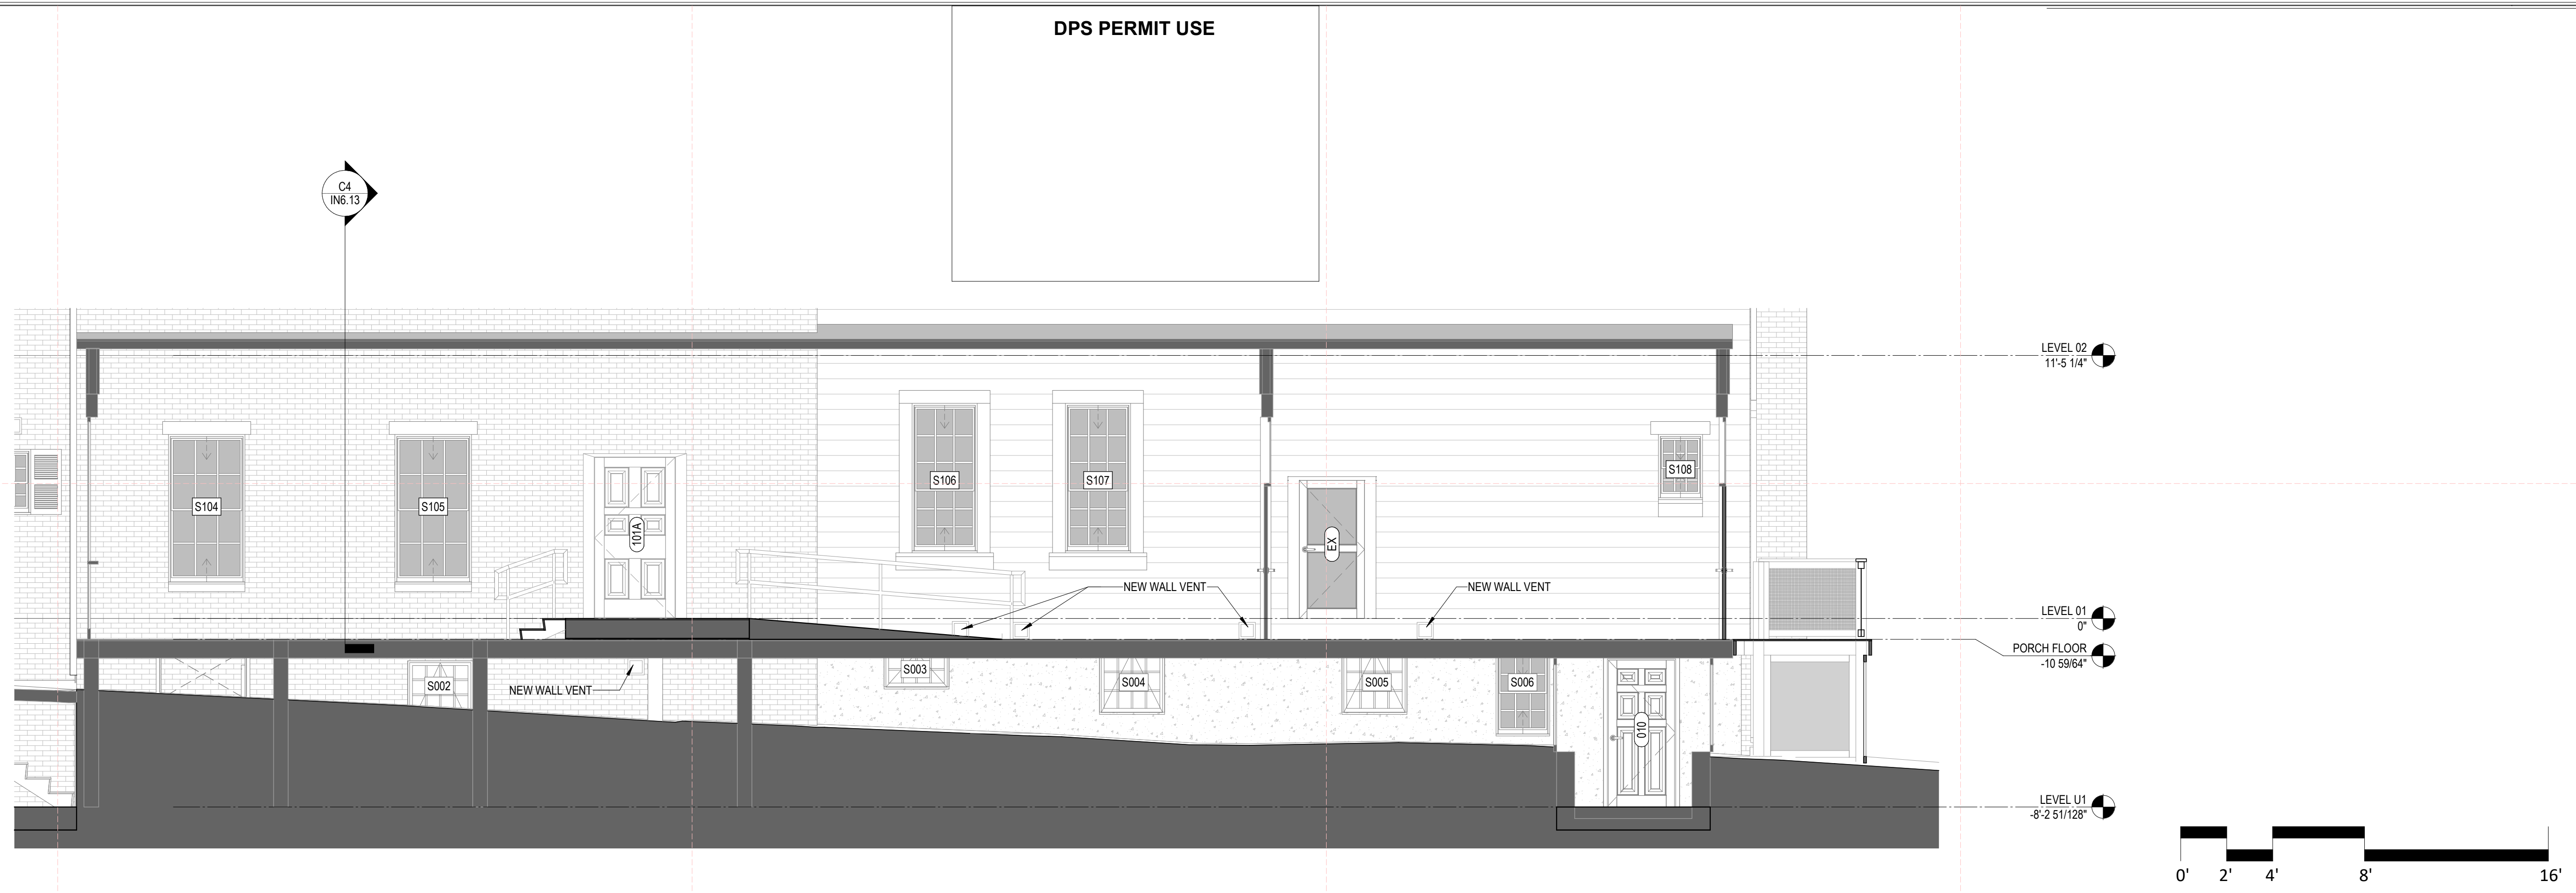 DPS PERMIT USE
C4
IN6.13
LEVEL 02
11'-5 1/4"
S104
S105
101A
S106
S107
EX
S108
NEW WALL VENT
NEW WALL VENT
LEVEL 01
0"
PORCH FLOOR
-10 59/64"
S002
NEW WALL VENT
S003
S004
S005
S006
010
LEVEL U1
-8'-2 51/128"
0' 2' 4' 8' 16'